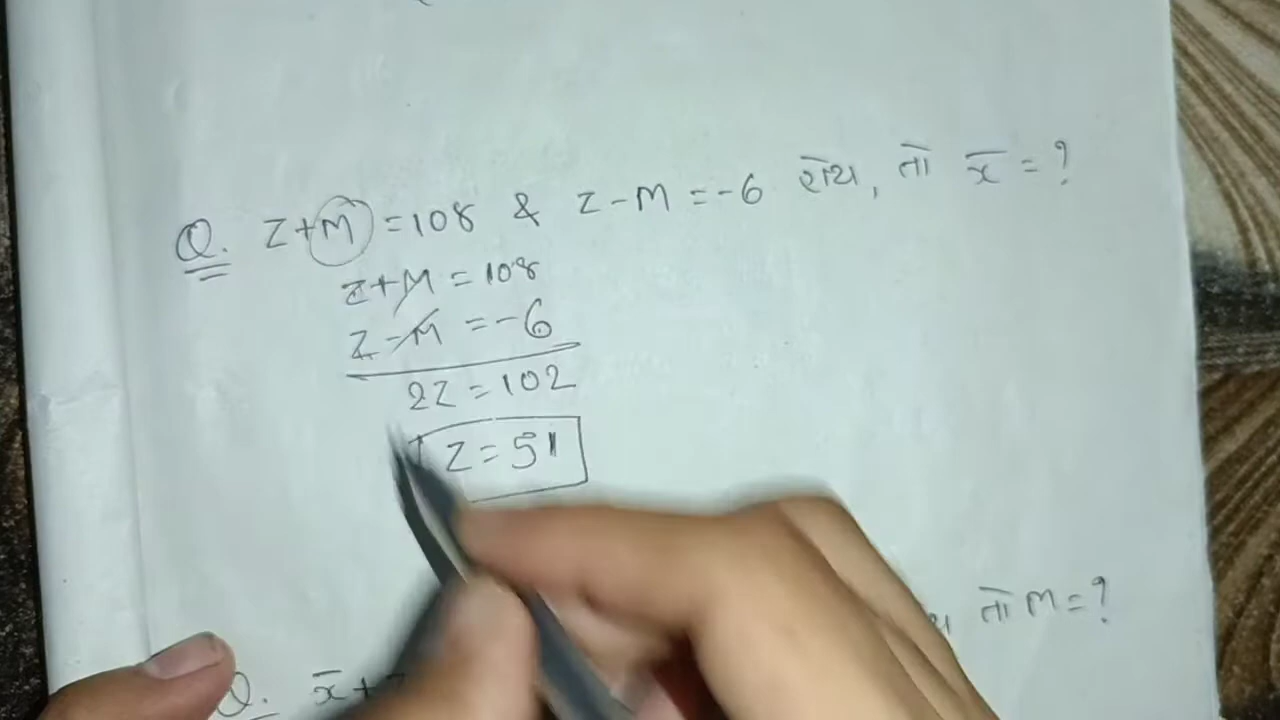 Q. Z+M = 108 & Z-M = -6 હોય, તો x̄ = ?
Z+M = 108
Z-M = -6
2Z = 102
Z = 51
તો M = ?
Q. x̄ +